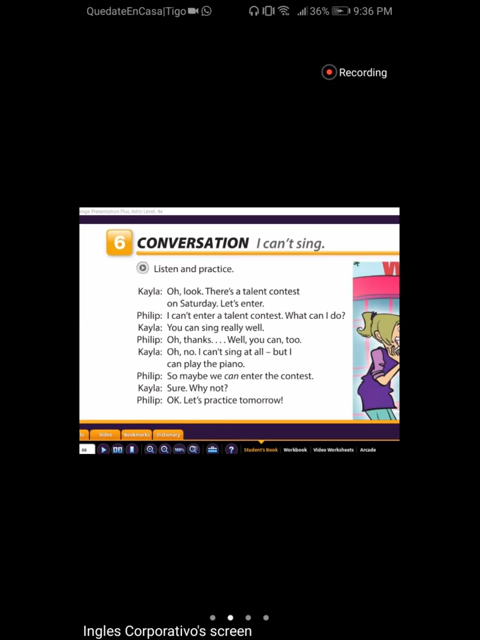 QuedateEnCasa|Tigo 36% 9:36 PM
Recording
6 CONVERSATION I can't sing.
Listen and practice.
Kayla: Oh, look. There's a talent contest
on Saturday. Let's enter.
Philip: I can't enter a talent contest. What can I do?
Kayla: You can sing really well.
Philip: Oh, thanks. . . . Well, you can, too.
Kayla: Oh, no. I can't sing at all – but I
can play the piano.
Philip: So maybe we can enter the contest.
Kayla: Sure. Why not?
Philip: OK. Let's practice tomorrow!
Video Bookmarks Dictionary
100% ? Student's Book Workbook Video Worksheets Arcade
Ingles Corporativo's screen